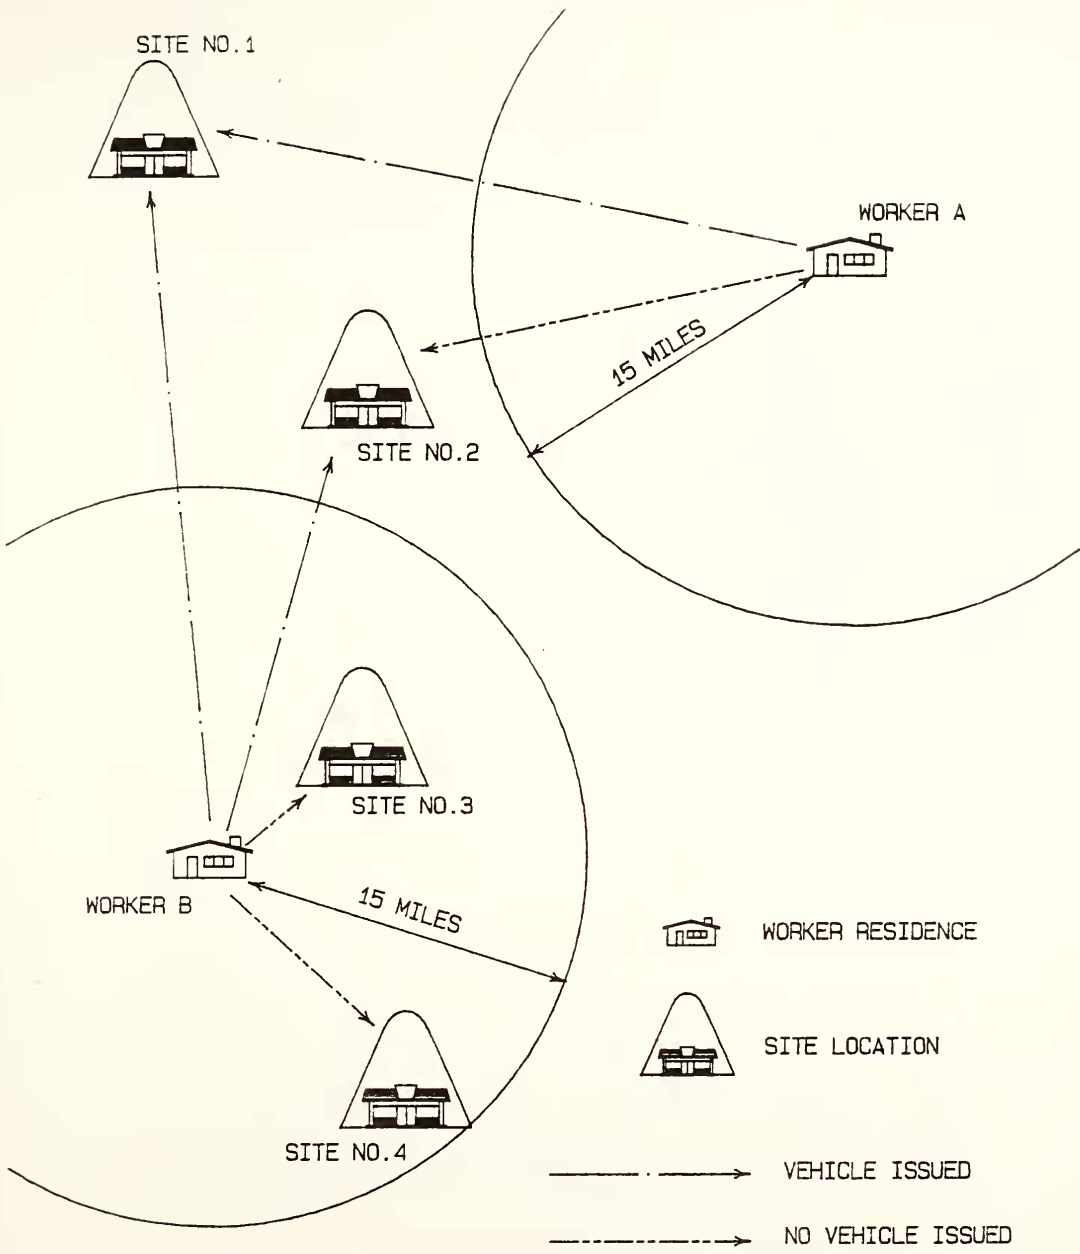 SITE NO.1
WORKER A
15 MILES
SITE NO.2
SITE NO.3
WORKER B
15 MILES
WORKER RESIDENCE
SITE LOCATION
SITE NO.4
VEHICLE ISSUED
NO VEHICLE ISSUED